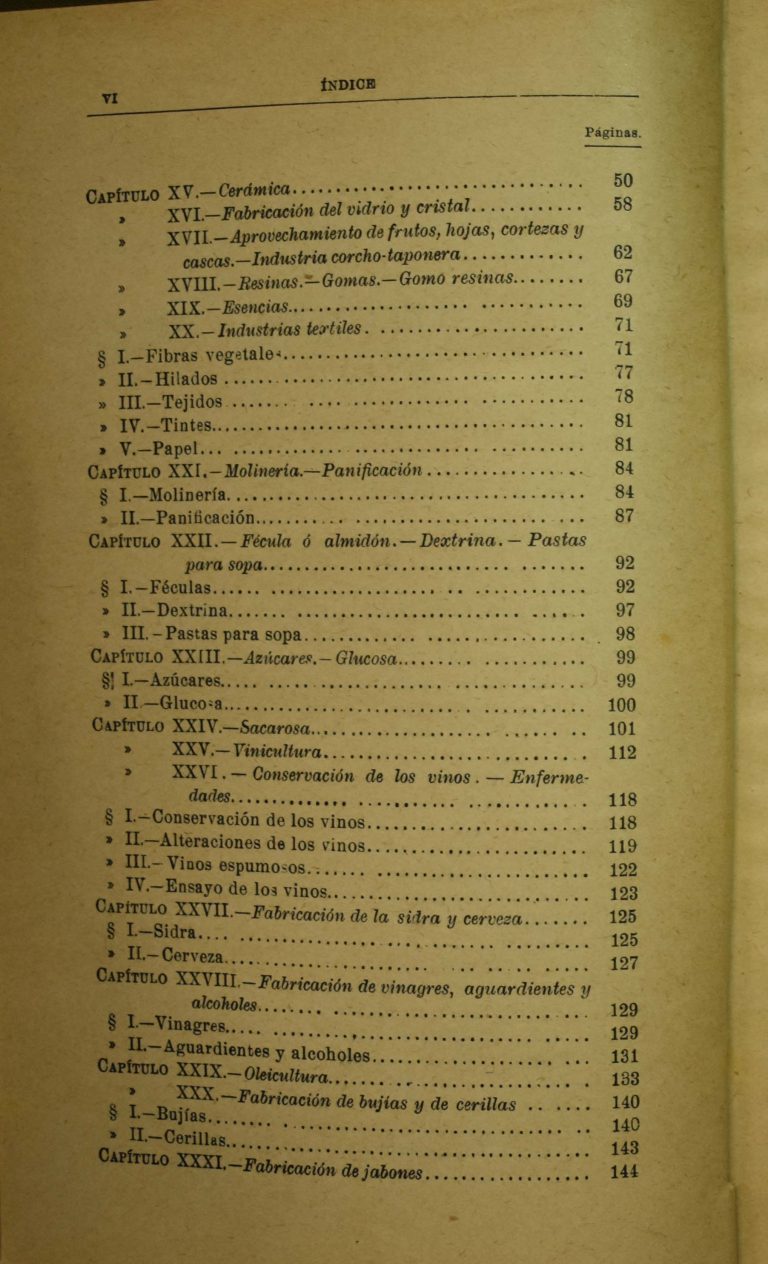 VI
ÍNDICE
Páginas.
CAPÍTULO XV.—Cerámica........ 50
» XVI.—Fabricación del vidrio y cristal........ 58
» XVII.—Aprovechamiento de frutos, hojas, cortezas y
cascas.—Industria corcho-taponera........ 62
» XVIII.—Resinas.—Gomas.—Gomo resinas........ 67
» XIX.—Esencias........ 69
» XX.—Industrias textiles........ 71
§ I.—Fibras vegetales........ 71
» II.—Hilados........ 77
» III.—Tejidos........ 78
» IV.—Tintes........ 81
» V.—Papel........ 81
CAPÍTULO XXI.—Molinería.—Panificación........ 84
§ I.—Molinería........ 84
» II.—Panificación........ 87
CAPÍTULO XXII.—Fécula ó almidón.—Dextrina.—Pastas
para sopa........ 92
§ I.—Féculas........ 92
» II.—Dextrina........ 97
» III.-Pastas para sopa........ 98
CAPÍTULO XXIII.—Azúcares.—Glucosa........ 99
§ I.—Azúcares........ 99
» II.—Glucosa........ 100
CAPÍTULO XXIV.—Sacarosa........ 101
» XXV.—Vinicultura........ 112
» XXVI.—Conservación de los vinos.—Enferme-
dades........ 118
§ I.—Conservación de los vinos........ 118
» II.—Alteraciones de los vinos........ 119
» III.—Vinos espumosos........ 122
» IV.—Ensayo de los vinos........ 123
CAPÍTULO XXVII.—Fabricación de la sidra y cerveza........ 125
§ I.—Sidra........ 125
» II.—Cerveza........ 127
CAPÍTULO XXVIII.—Fabricación de vinagres, aguardientes y
alcoholes........ 129
§ I.—Vinagres........ 129
» II.—Aguardientes y alcoholes........ 131
CAPÍTULO XXIX.—Oleicultura........ 133
» XXX.—Fabricación de bujías y de cerillas........ 140
§ I.—Bujías........ 140
» II.—Cerillas........ 143
CAPÍTULO XXXI.—Fabricación de jabones........ 144